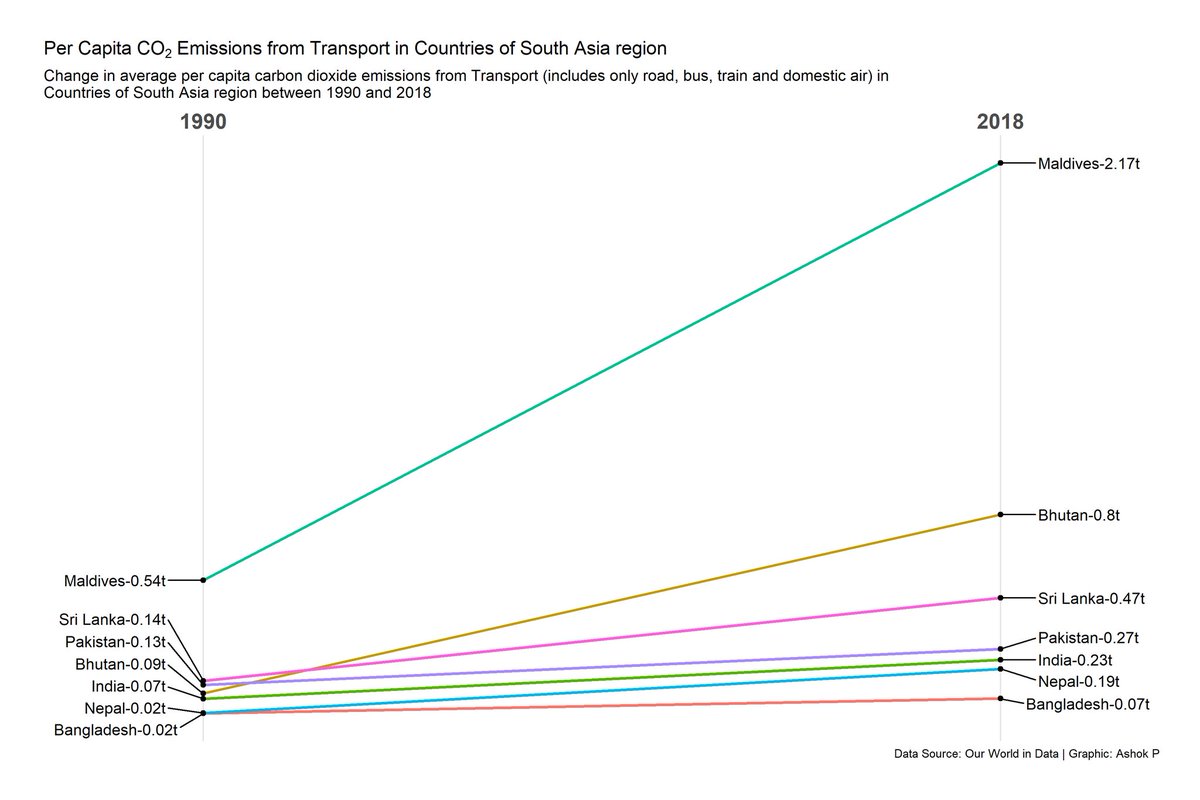 Per Capita CO₂ Emissions from Transport in Countries of South Asia region
Change in average per capita carbon dioxide emissions from Transport (includes only road, bus, train and domestic air) in
Countries of South Asia region between 1990 and 2018
1990
2018
Maldives-0.54t
Sri Lanka-0.14t
Pakistan-0.13t
Bhutan-0.09t
India-0.07t
Nepal-0.02t
Bangladesh-0.02t
Maldives-2.17t
Bhutan-0.8t
Sri Lanka-0.47t
Pakistan-0.27t
India-0.23t
Nepal-0.19t
Bangladesh-0.07t
Data Source: Our World in Data | Graphic: Ashok P